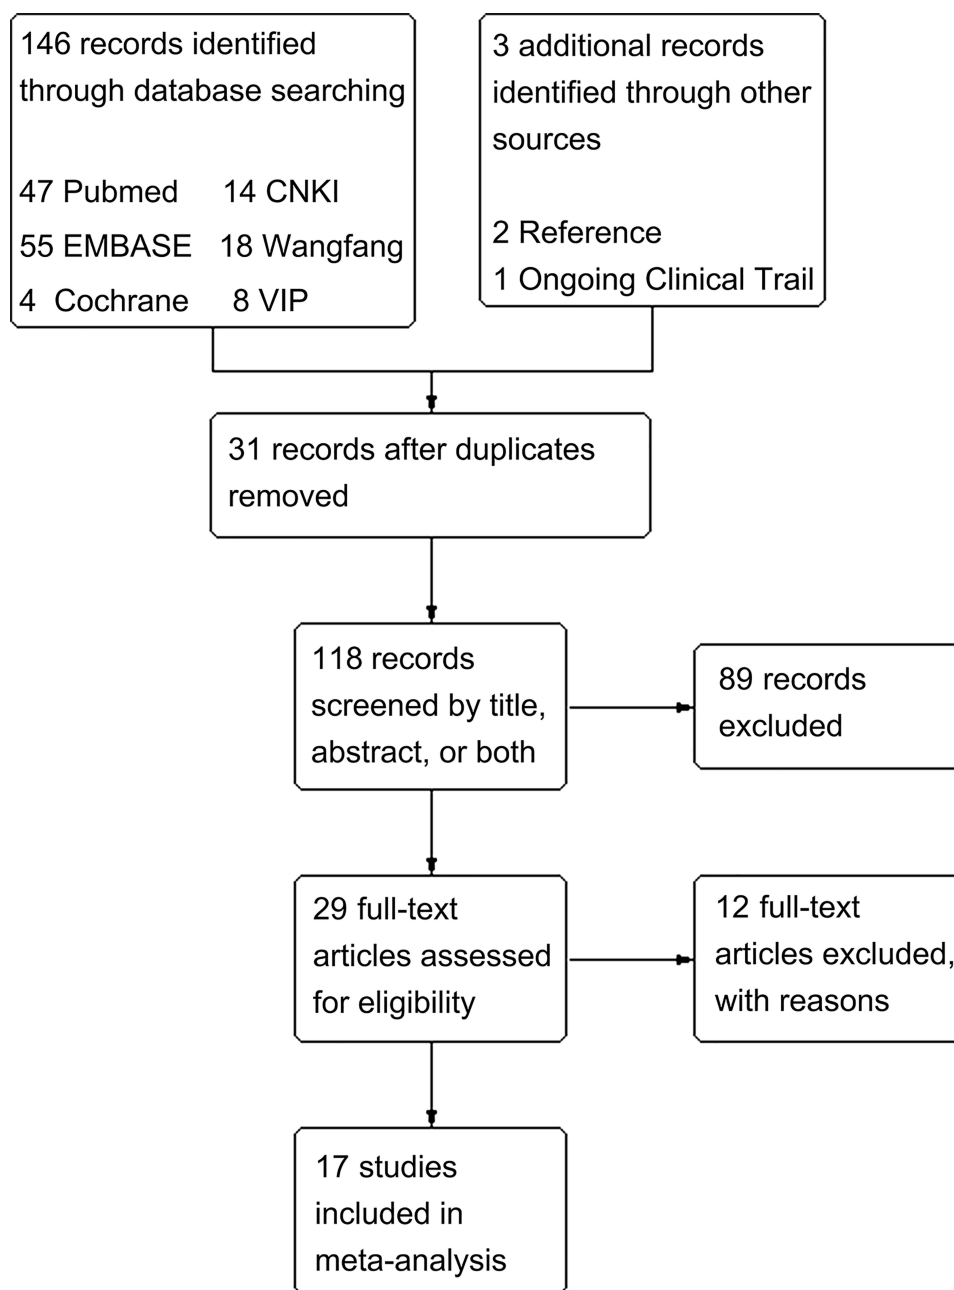 146 records identified
through database searching
47 Pubmed 14 CNKI
55 EMBASE 18 Wangfang
4 Cochrane 8 VIP
3 additional records
identified through other
sources
2 Reference
1 Ongoing Clinical Trail
31 records after duplicates
removed
118 records
screened by title,
abstract, or both
89 records
excluded
29 full-text
articles assessed
for eligibility
12 full-text
articles excluded,
with reasons
17 studies
included in
meta-analysis